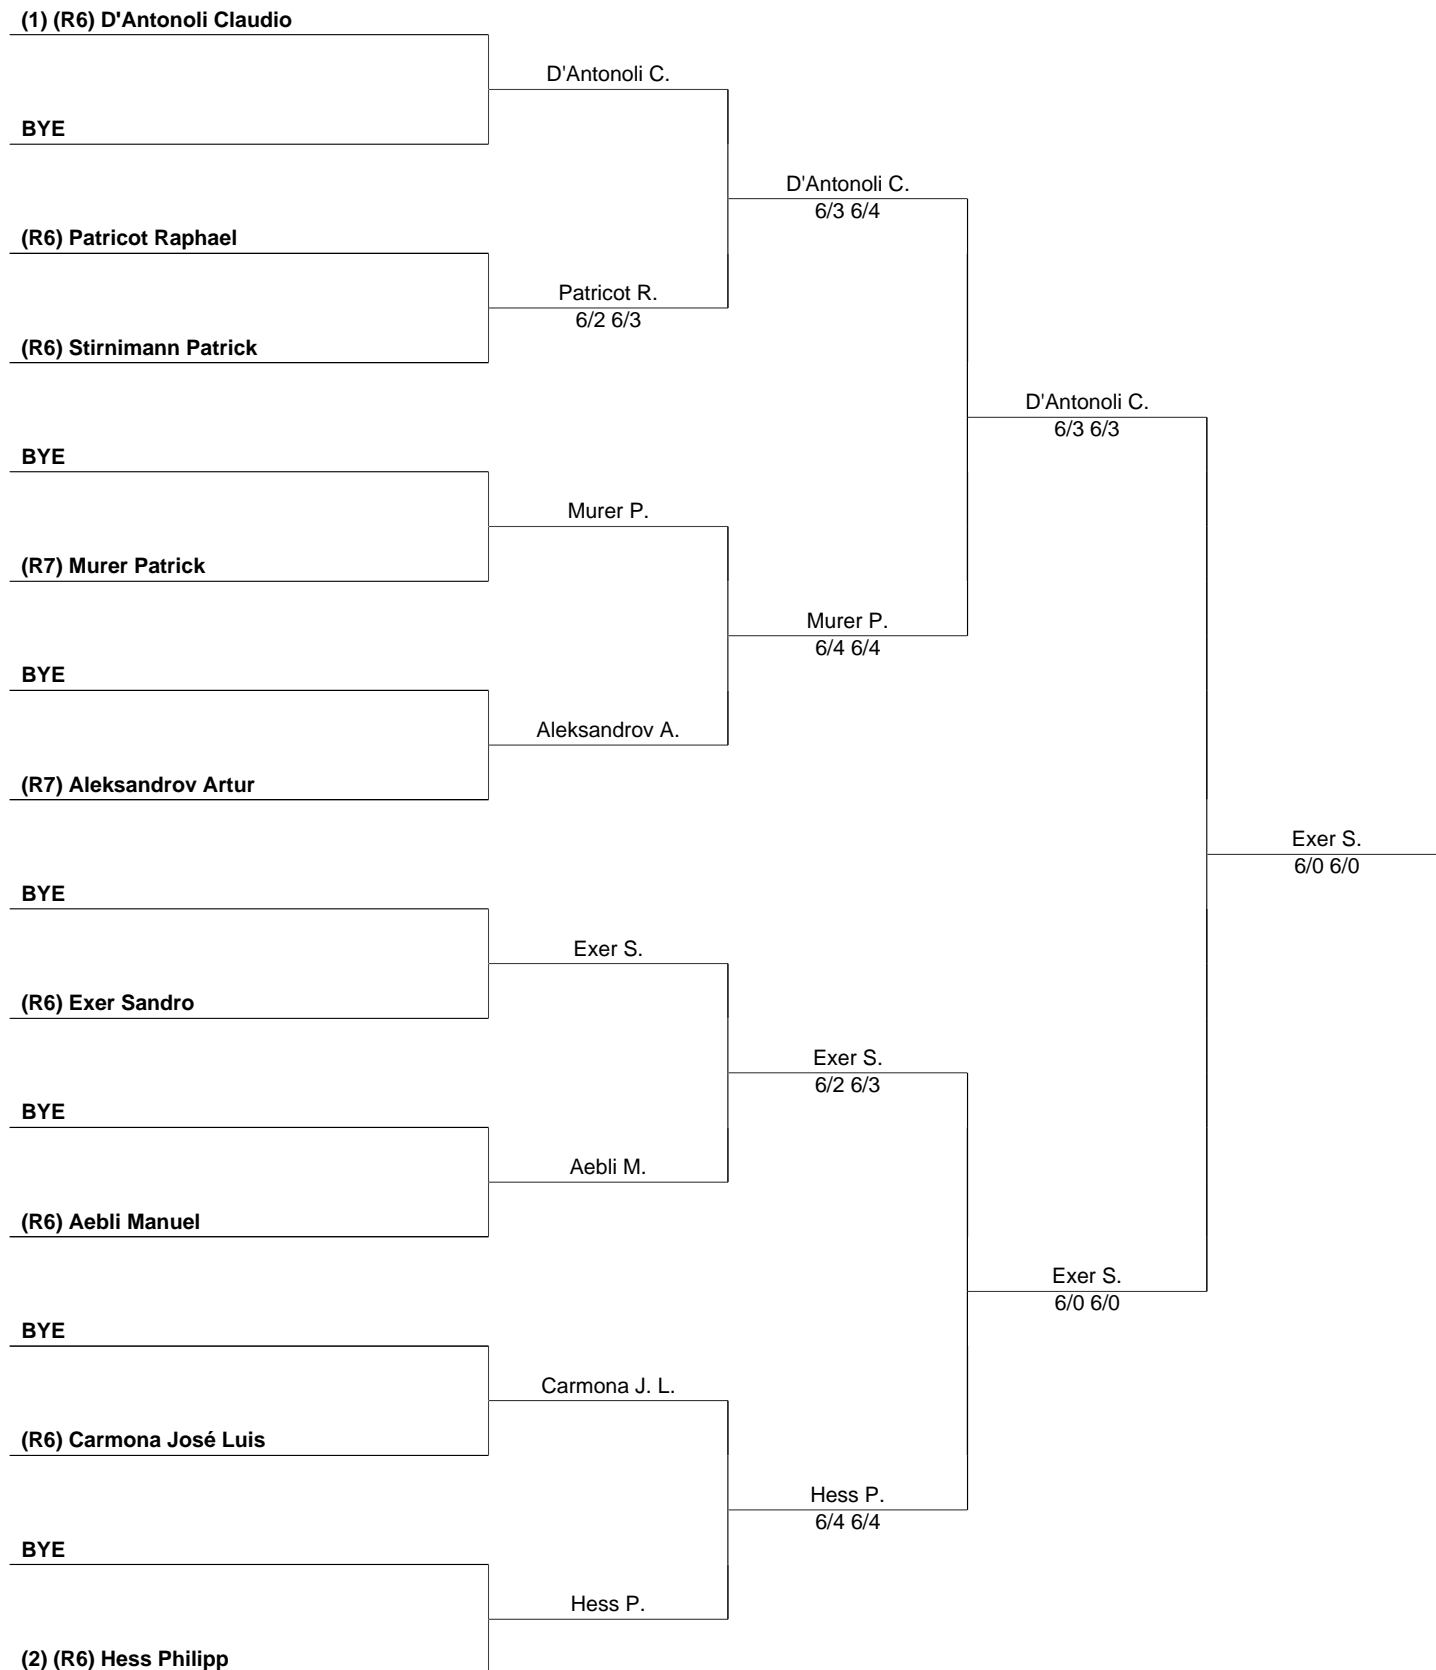 (1) (R6) D'Antonoli Claudio
D'Antonoli C.
BYE
D'Antonoli C.
6/3 6/4
(R6) Patricot Raphael
Patricot R.
6/2 6/3
(R6) Stirnimann Patrick
D'Antonoli C.
6/3 6/3
BYE
Murer P.
(R7) Murer Patrick
Murer P.
6/4 6/4
BYE
Aleksandrov A.
(R7) Aleksandrov Artur
Exer S.
6/0 6/0
BYE
Exer S.
(R6) Exer Sandro
Exer S.
6/2 6/3
BYE
Aebli M.
(R6) Aebli Manuel
Exer S.
6/0 6/0
BYE
Carmona J. L.
(R6) Carmona José Luis
Hess P.
6/4 6/4
BYE
Hess P.
(2) (R6) Hess Philipp